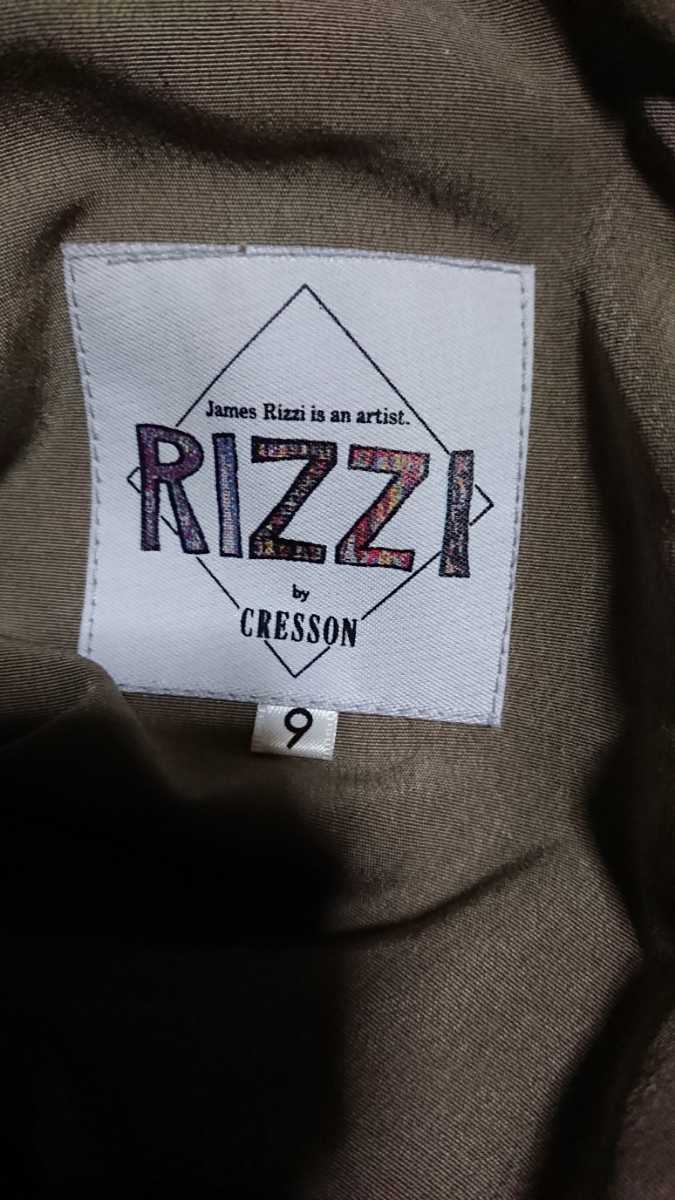 James Rizzi is an artist.
RIZZI
by
CRESSON
9